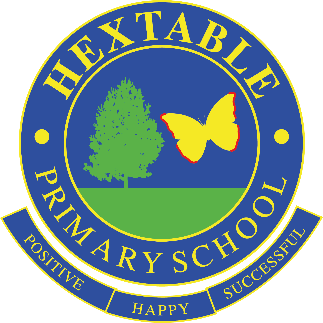 HEXTABLE
PRIMARY SCHOOL
POSITIVE
HAPPY
SUCCESSFUL